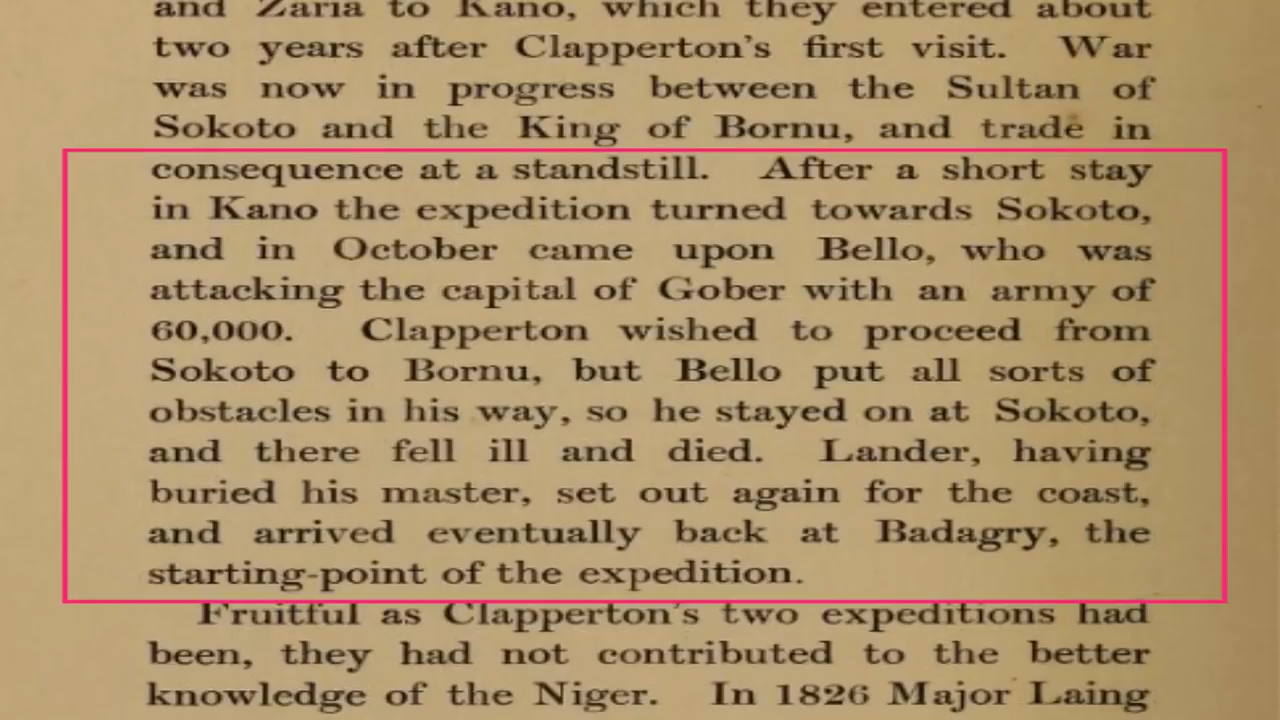 and Zaria to Kano, which they entered about
two years after Clapperton's first visit. War
was now in progress between the Sultan of
Sokoto and the King of Bornu, and trade in
consequence at a standstill. After a short stay
in Kano the expedition turned towards Sokoto,
and in October came upon Bello, who was
attacking the capital of Gober with an army of
60,000. Clapperton wished to proceed from
Sokoto to Bornu, but Bello put all sorts of
obstacles in his way, so he stayed on at Sokoto,
and there fell ill and died. Lander, having
buried his master, set out again for the coast,
and arrived eventually back at Badagry, the
starting-point of the expedition.
Fruitful as Clapperton's two expeditions had
been, they had not contributed to the better
knowledge of the Niger. In 1826 Major Laing